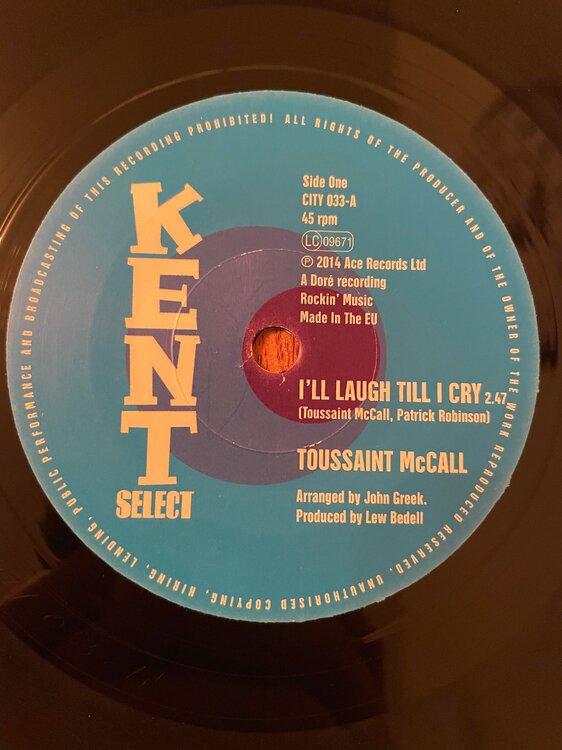 ALL RIGHTS OF THE PRODUCER AND OF THE OWNER OF THE WORK REPRODUCED RESERVED. UNAUTHORISED COPYING, HIRING, LENDING, PUBLIC PERFORMANCE AND BROADCASTING OF THIS RECORDING PROHIBITED!
KENT
SELECT
Side One
CITY 033-A
45 rpm
LC 09671
℗ 2014 Ace Records Ltd
A Doré recording
Rockin' Music
Made In The EU
I'LL LAUGH TILL I CRY 2.47
(Toussaint McCall, Patrick Robinson)
TOUSSAINT McCALL
Arranged by John Greek.
Produced by Lew Bedell